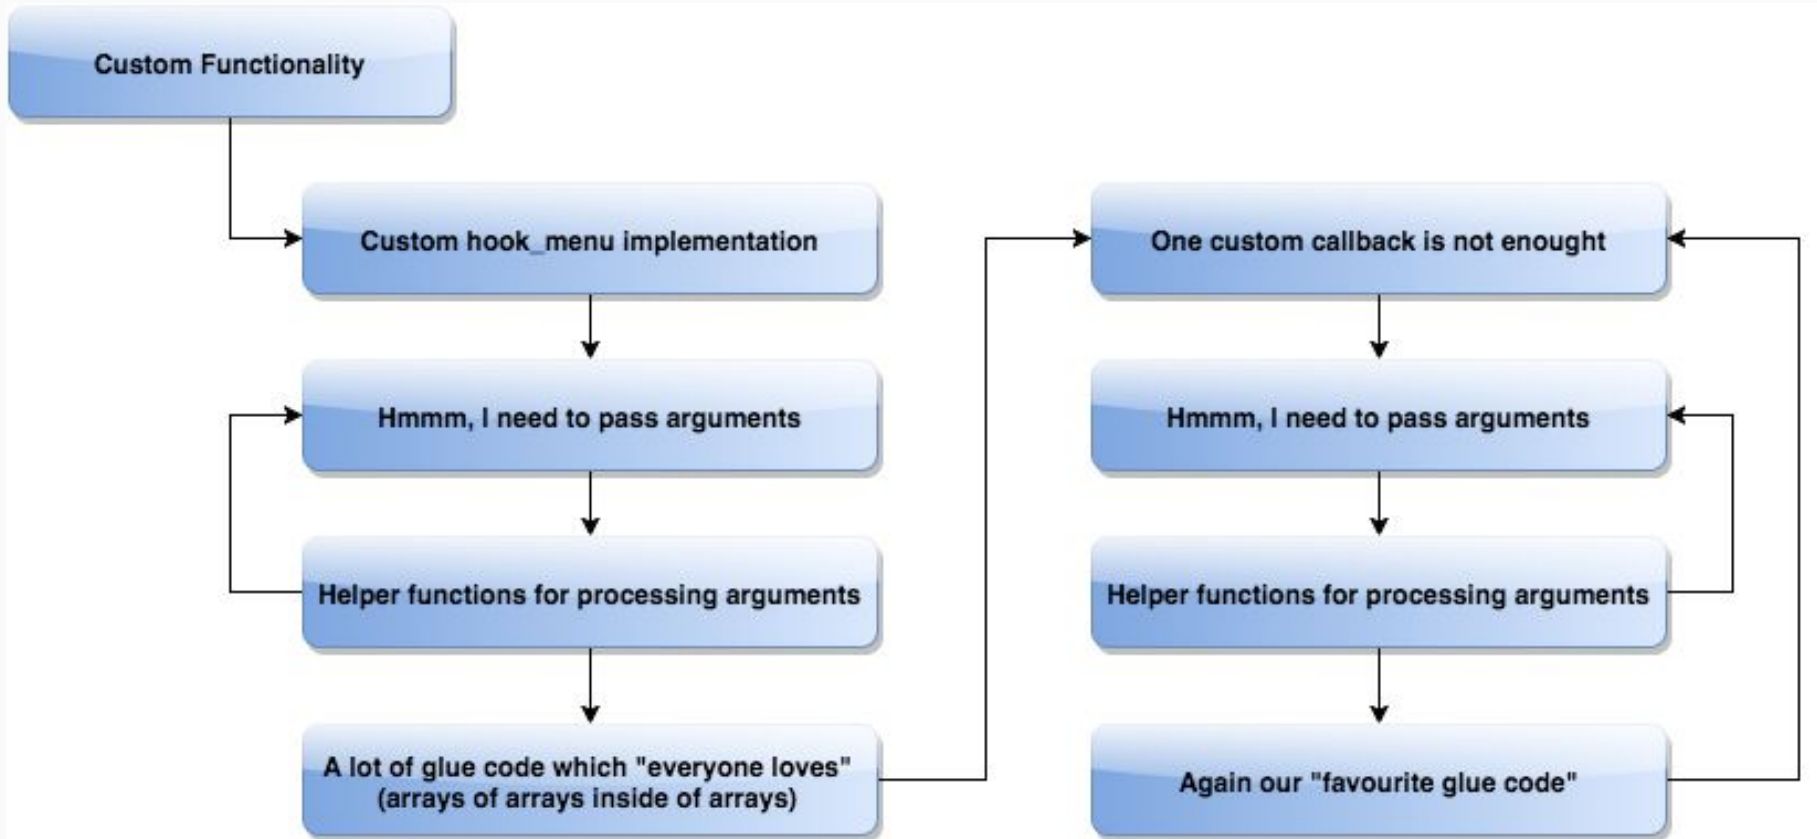 Custom Functionality
Custom hook_menu implementation
Hmmm, I need to pass arguments
Helper functions for processing arguments
A lot of glue code which "everyone loves"
(arrays of arrays inside of arrays)
One custom callback is not enought
Hmmm, I need to pass arguments
Helper functions for processing arguments
Again our "favourite glue code"